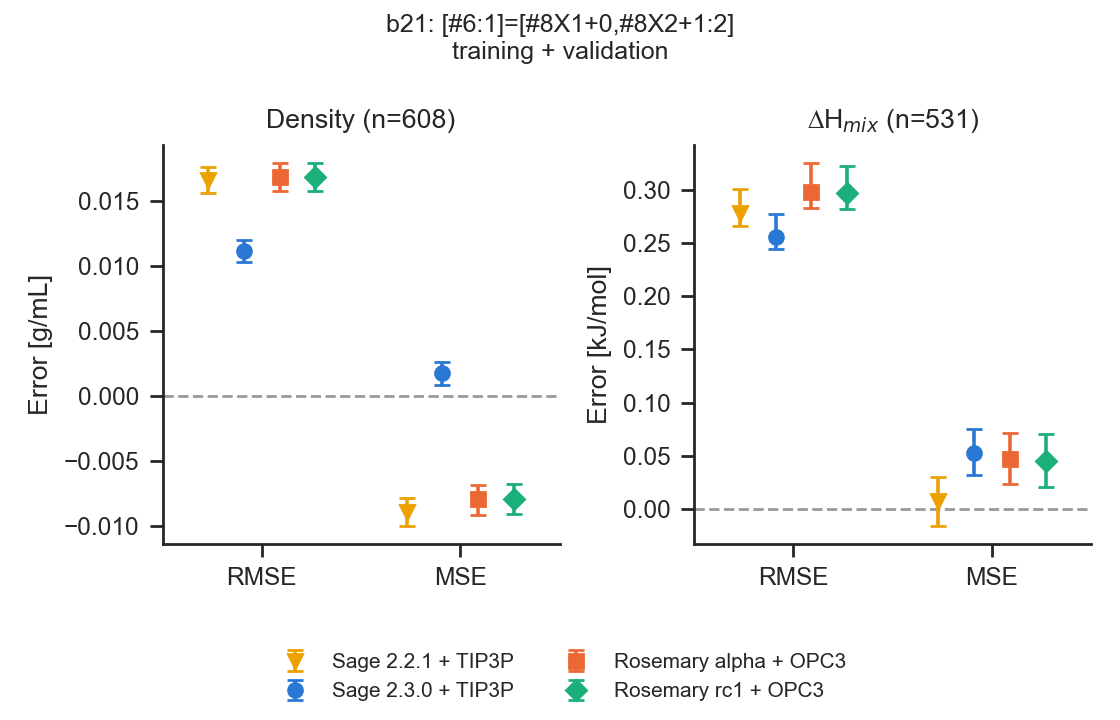 b21: [#6:1]=[#8X1+0,#8X2+1:2]
training + validation
Density (n=608)
Error [g/mL]
0.015
0.010
0.005
0.000
−0.005
−0.010
RMSE
MSE
ΔHmix (n=531)
Error [kJ/mol]
0.30
0.25
0.20
0.15
0.10
0.05
0.00
RMSE
MSE
Sage 2.2.1 + TIP3P
Sage 2.3.0 + TIP3P
Rosemary alpha + OPC3
Rosemary rc1 + OPC3